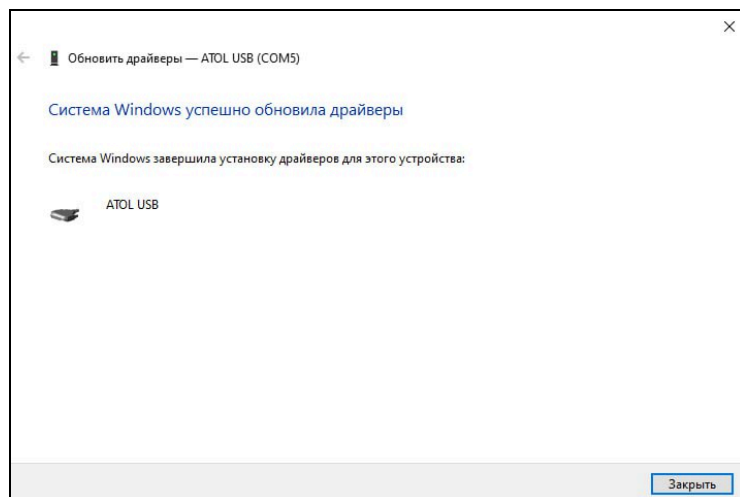 Обновить драйверы — ATOL USB (COM5)
Система Windows успешно обновила драйверы
Система Windows завершила установку драйверов для этого устройства:
ATOL USB
Закрыть